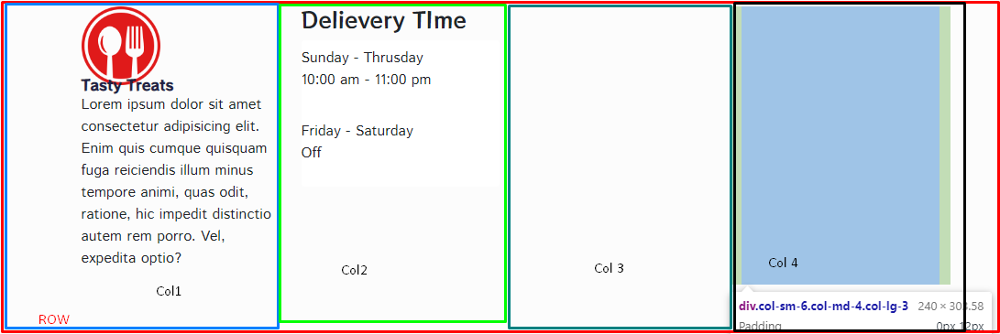 Tasty Treats
Lorem ipsum dolor sit amet
consectetur adipisicing elit.
Enim quis cumque quisquam
fuga reiciendis illum minus
tempore animi, quas odit,
ratione, hic impedit distinctio
autem rem porro. Vel,
expedita optio?
Col1
ROW
Delievery TIme
Sunday - Thrusday
10:00 am - 11:00 pm
Friday - Saturday
Off
Col2
Col 3
Col 4
div.col-sm-6.col-md-4.col-lg-3 240 × 303.58
Padding 0px 12px